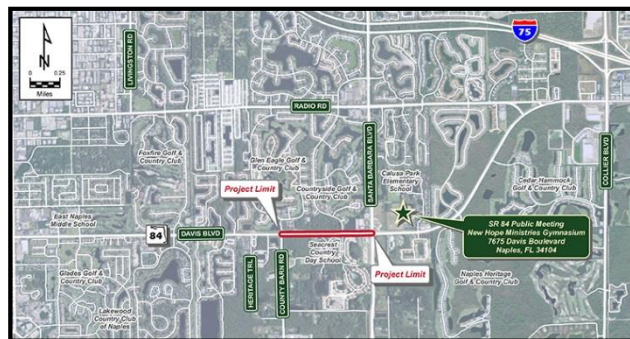 N
0 0.25
Miles
LIVINGSTON RD
75
RADIO RD
SANTA BARBARA BLVD
COLLIER BLVD
Foxfire Golf &
Country Club
Glen Eagle Golf &
Country Club
Countryside Golf &
Country Club
Calusa Park
Elementary
School
Cedar Hammock
Golf & Country Club
Project Limit
East Naples
Middle School
84
DAVIS BLVD
SR 84 Public Meeting
New Hope Ministries Gymnasium
7675 Davis Boulevard
Naples, FL 34104
Seacrest
Country
Day School
Project Limit
HERITAGE TRL
COUNTY BARN RD
Glades Golf &
Country Club
Lakewood
Country Club
of Naples
Naples Heritage
Golf & Country Club